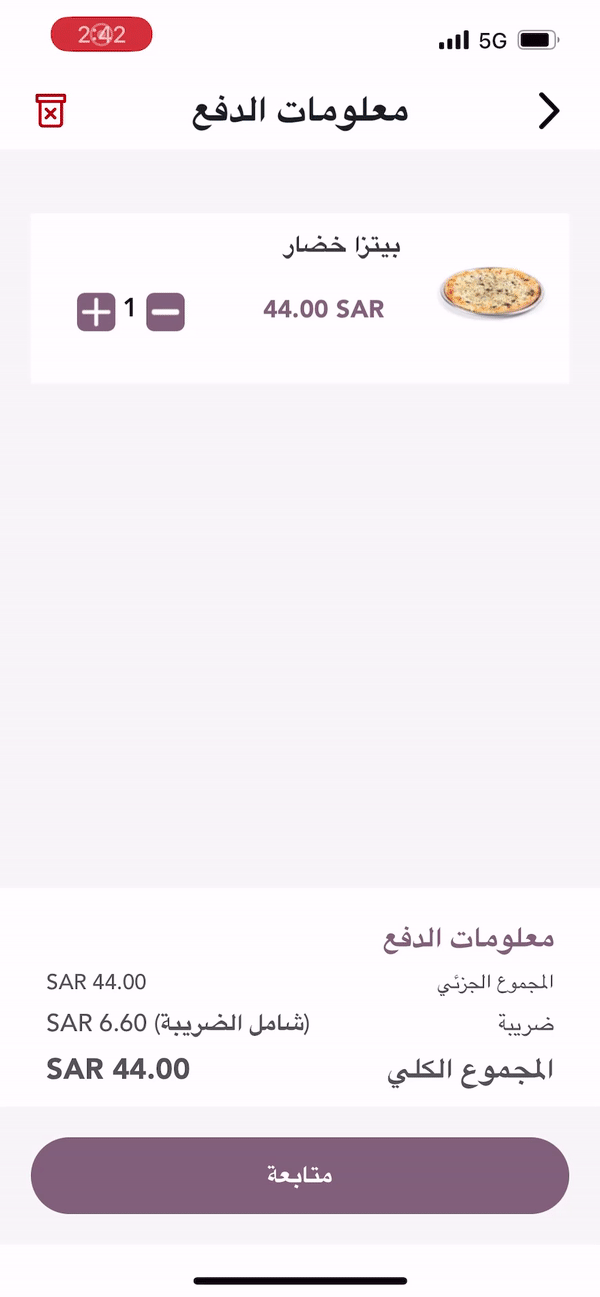 2:42 5G
معلومات الدفع
بيتزا خضار
44.00 SAR 1
معلومات الدفع
المجموع الجزئي SAR 44.00
ضريبة SAR 6.60 (شامل الضريبة)
المجموع الكلي SAR 44.00
متابعة